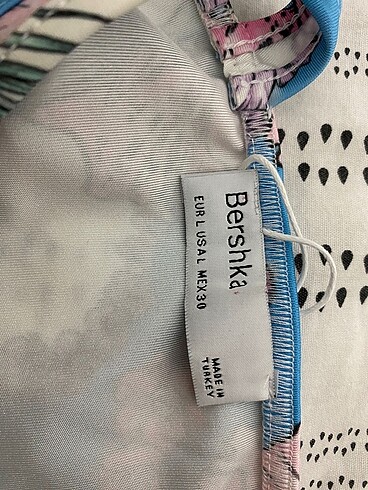 Bershka
EUR L USA L MEX 30
MADE IN
TURKEY